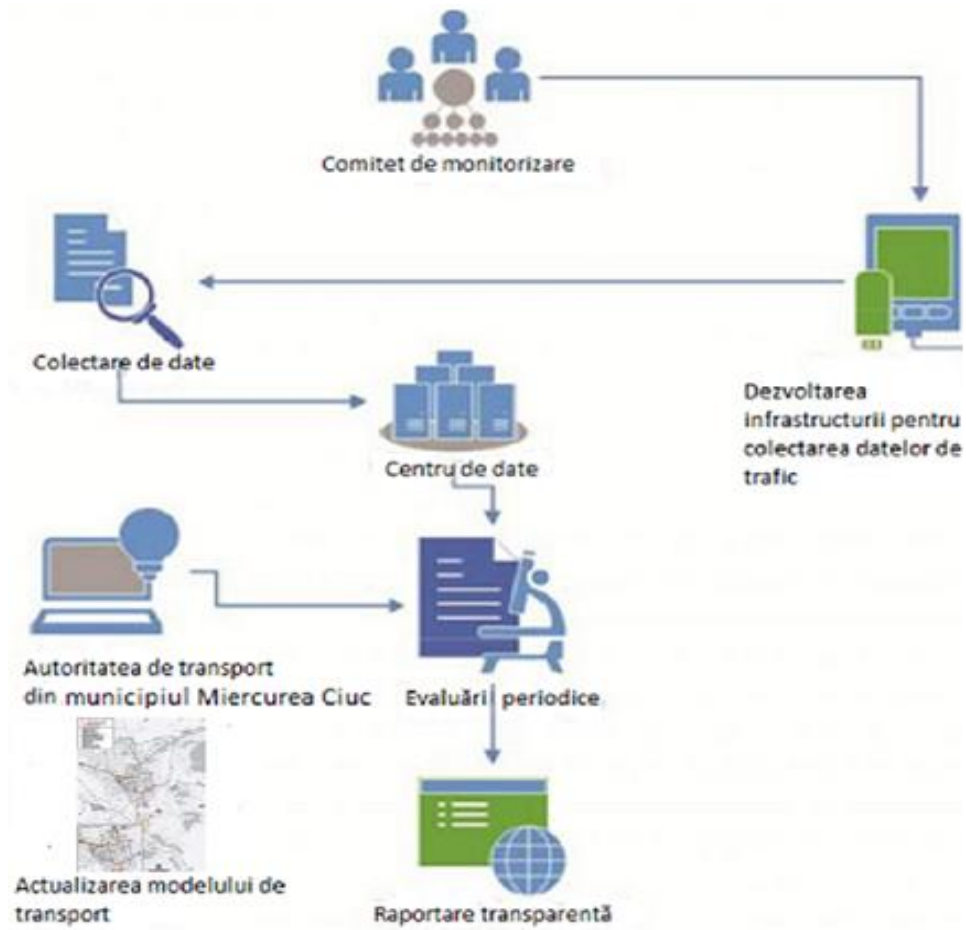 Comitet de monitorizare
Colectare de date
Dezvoltarea
infrastructurii pentru
colectarea datelor de
trafic
Centru de date
Autoritatea de transport
din municipiul Miercurea Ciuc
Evaluării periodice
Actualizarea modelului de
transport
Raportare transparentă